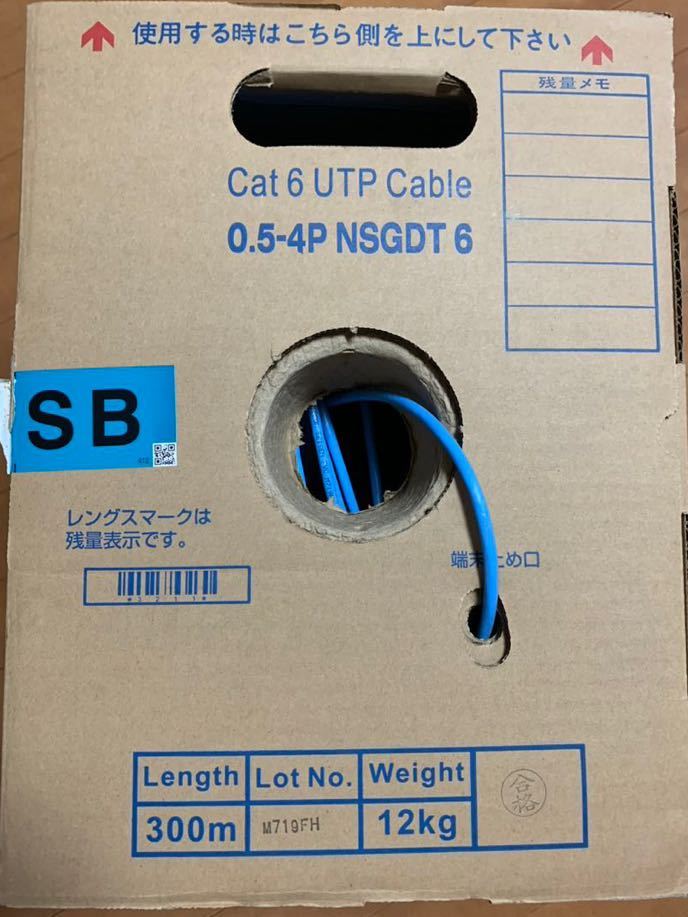 使用する時はこちら側を上にして下さい
残量メモ
Cat 6 UTP Cable
0.5-4P NSGDT 6
SB
レングスマークは
残量表示です。
端末止め口
*3211*
Length Lot No. Weight
300m M719FH 12kg
合格